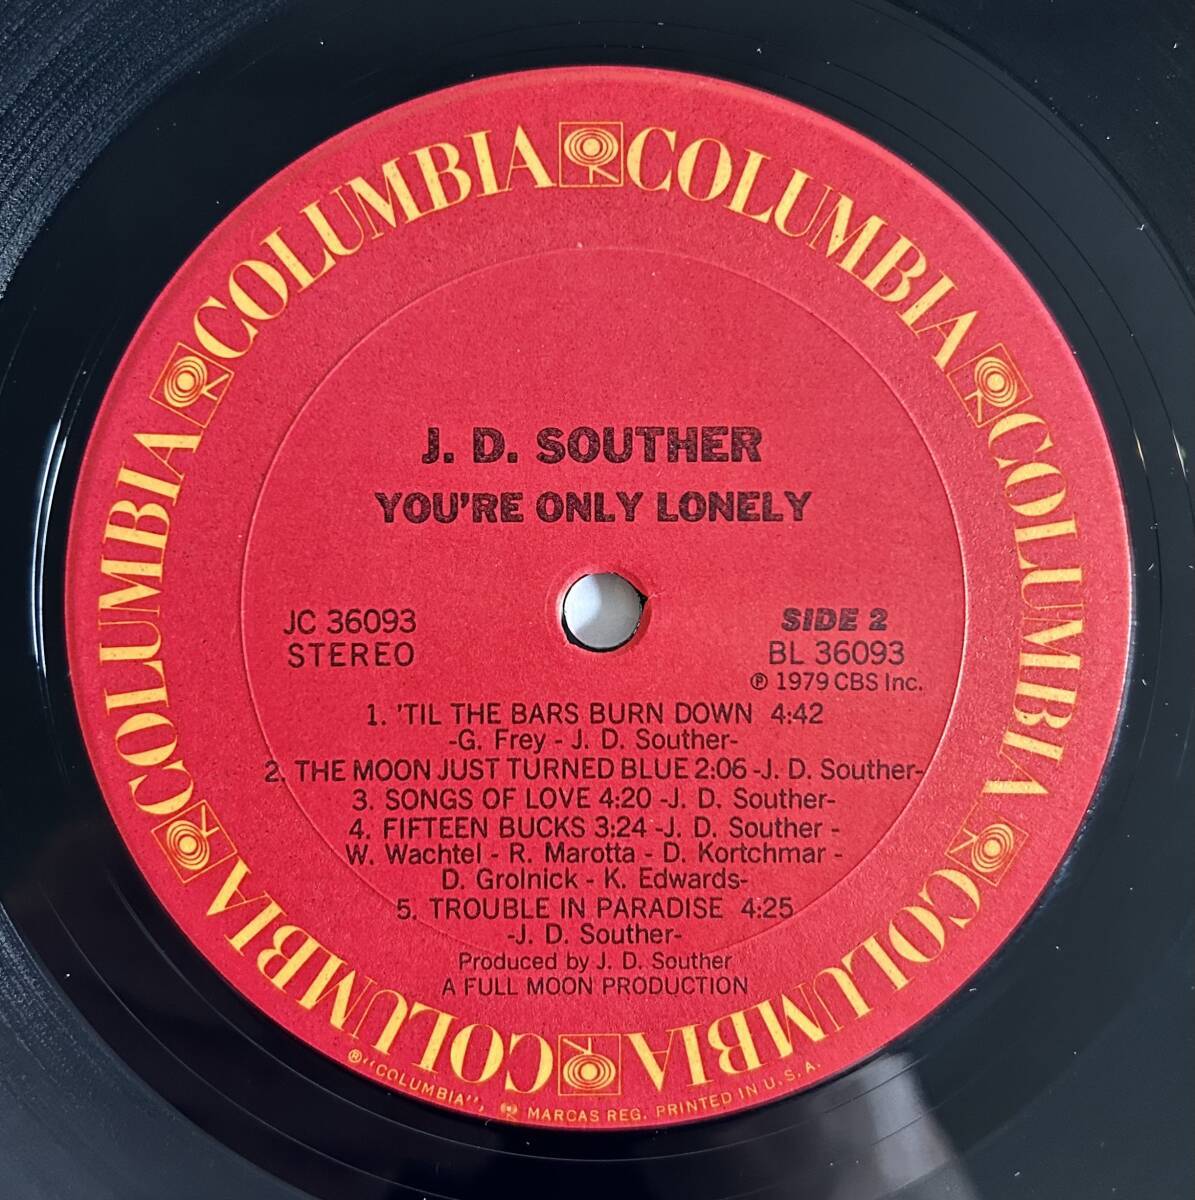 COLUMBIA COLUMBIA COLUMBIA COLUMBIA COLUMBIA COLUMBIA COLUMBIA COLUMBIA
J. D. SOUTHER
YOU'RE ONLY LONELY
JC 36093
STEREO
SIDE 2
BL 36093
℗ 1979 CBS Inc.
1. 'TIL THE BARS BURN DOWN 4:42
-G. Frey - J. D. Souther-
2. THE MOON JUST TURNED BLUE 2:06 -J. D. Souther-
3. SONGS OF LOVE 4:20 -J. D. Souther-
4. FIFTEEN BUCKS 3:24 -J. D. Souther -
W. Wachtel - R. Marotta - D. Kortchmar -
D. Grolnick - K. Edwards-
5. TROUBLE IN PARADISE 4:25
-J. D. Souther-
Produced by J. D. Souther
A FULL MOON PRODUCTION
® "COLUMBIA", MARCAS REG. PRINTED IN U.S.A.